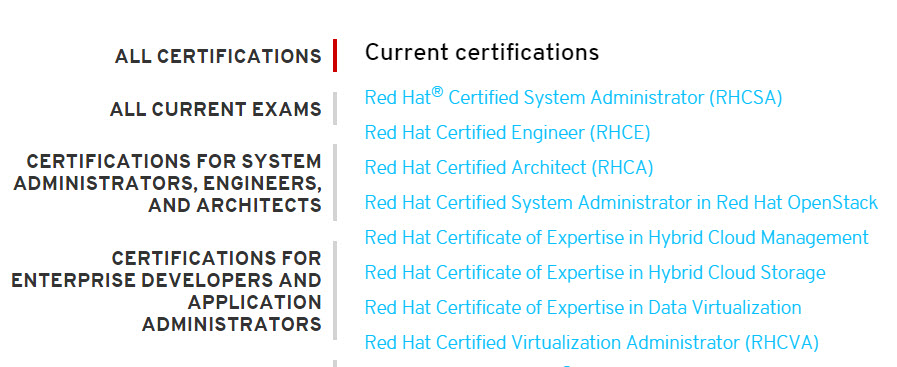 ALL CERTIFICATIONS
ALL CURRENT EXAMS
CERTIFICATIONS FOR SYSTEM
ADMINISTRATORS, ENGINEERS,
AND ARCHITECTS
CERTIFICATIONS FOR
ENTERPRISE DEVELOPERS AND
APPLICATION
ADMINISTRATORS
Current certifications
Red Hat® Certified System Administrator (RHCSA)
Red Hat Certified Engineer (RHCE)
Red Hat Certified Architect (RHCA)
Red Hat Certified System Administrator in Red Hat OpenStack
Red Hat Certificate of Expertise in Hybrid Cloud Management
Red Hat Certificate of Expertise in Hybrid Cloud Storage
Red Hat Certificate of Expertise in Data Virtualization
Red Hat Certified Virtualization Administrator (RHCVA)